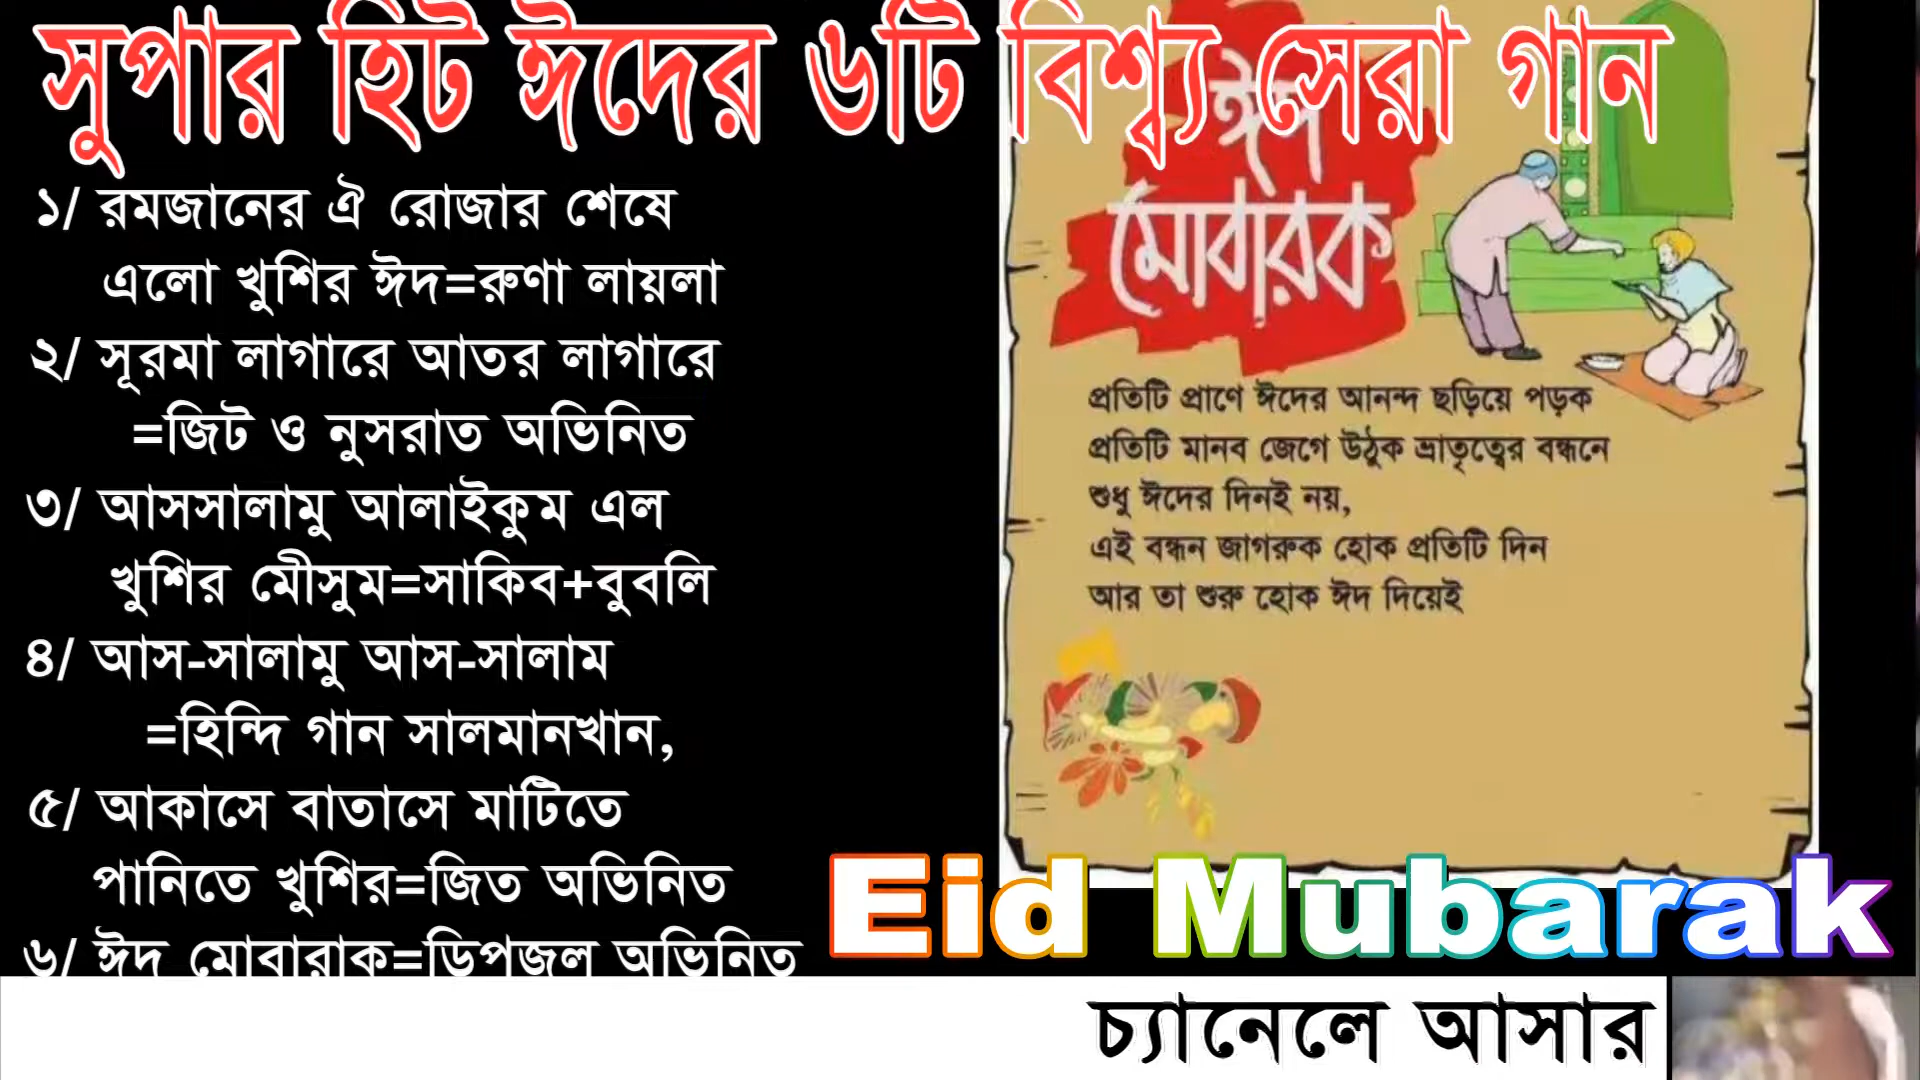 সুপার হিট ঈদের ৬টি বিশ্ব্য সেরা গান
১/ রমজানের ঐ রোজার শেষে
এলো খুশির ঈদ=রুণা লায়লা
২/ সূরমা লাগারে আতর লাগারে
=জিট ও নুসরাত অভিনিত
৩/ আসসালামু আলাইকুম এল
খুশির মৌসুম=সাকিব+বুবলি
৪/ আস-সালামু আস-সালাম
=হিন্দি গান সালমানখান,
৫/ আকাসে বাতাসে মাটিতে
পানিতে খুশির=জিত অভিনিত
৬/ ঈদ মোবারাক=ডিপজল অভিনিত
ঈদ
মোবারক
প্রতিটি প্রাণে ঈদের আনন্দ ছড়িয়ে পড়ক
প্রতিটি মানব জেগে উঠুক ভ্রাতৃত্বের বন্ধনে
শুধু ঈদের দিনই নয়,
এই বন্ধন জাগরুক হোক প্রতিটি দিন
আর তা শুরু হোক ঈদ দিয়েই
Eid Mubarak
চ্যানেলে আসার